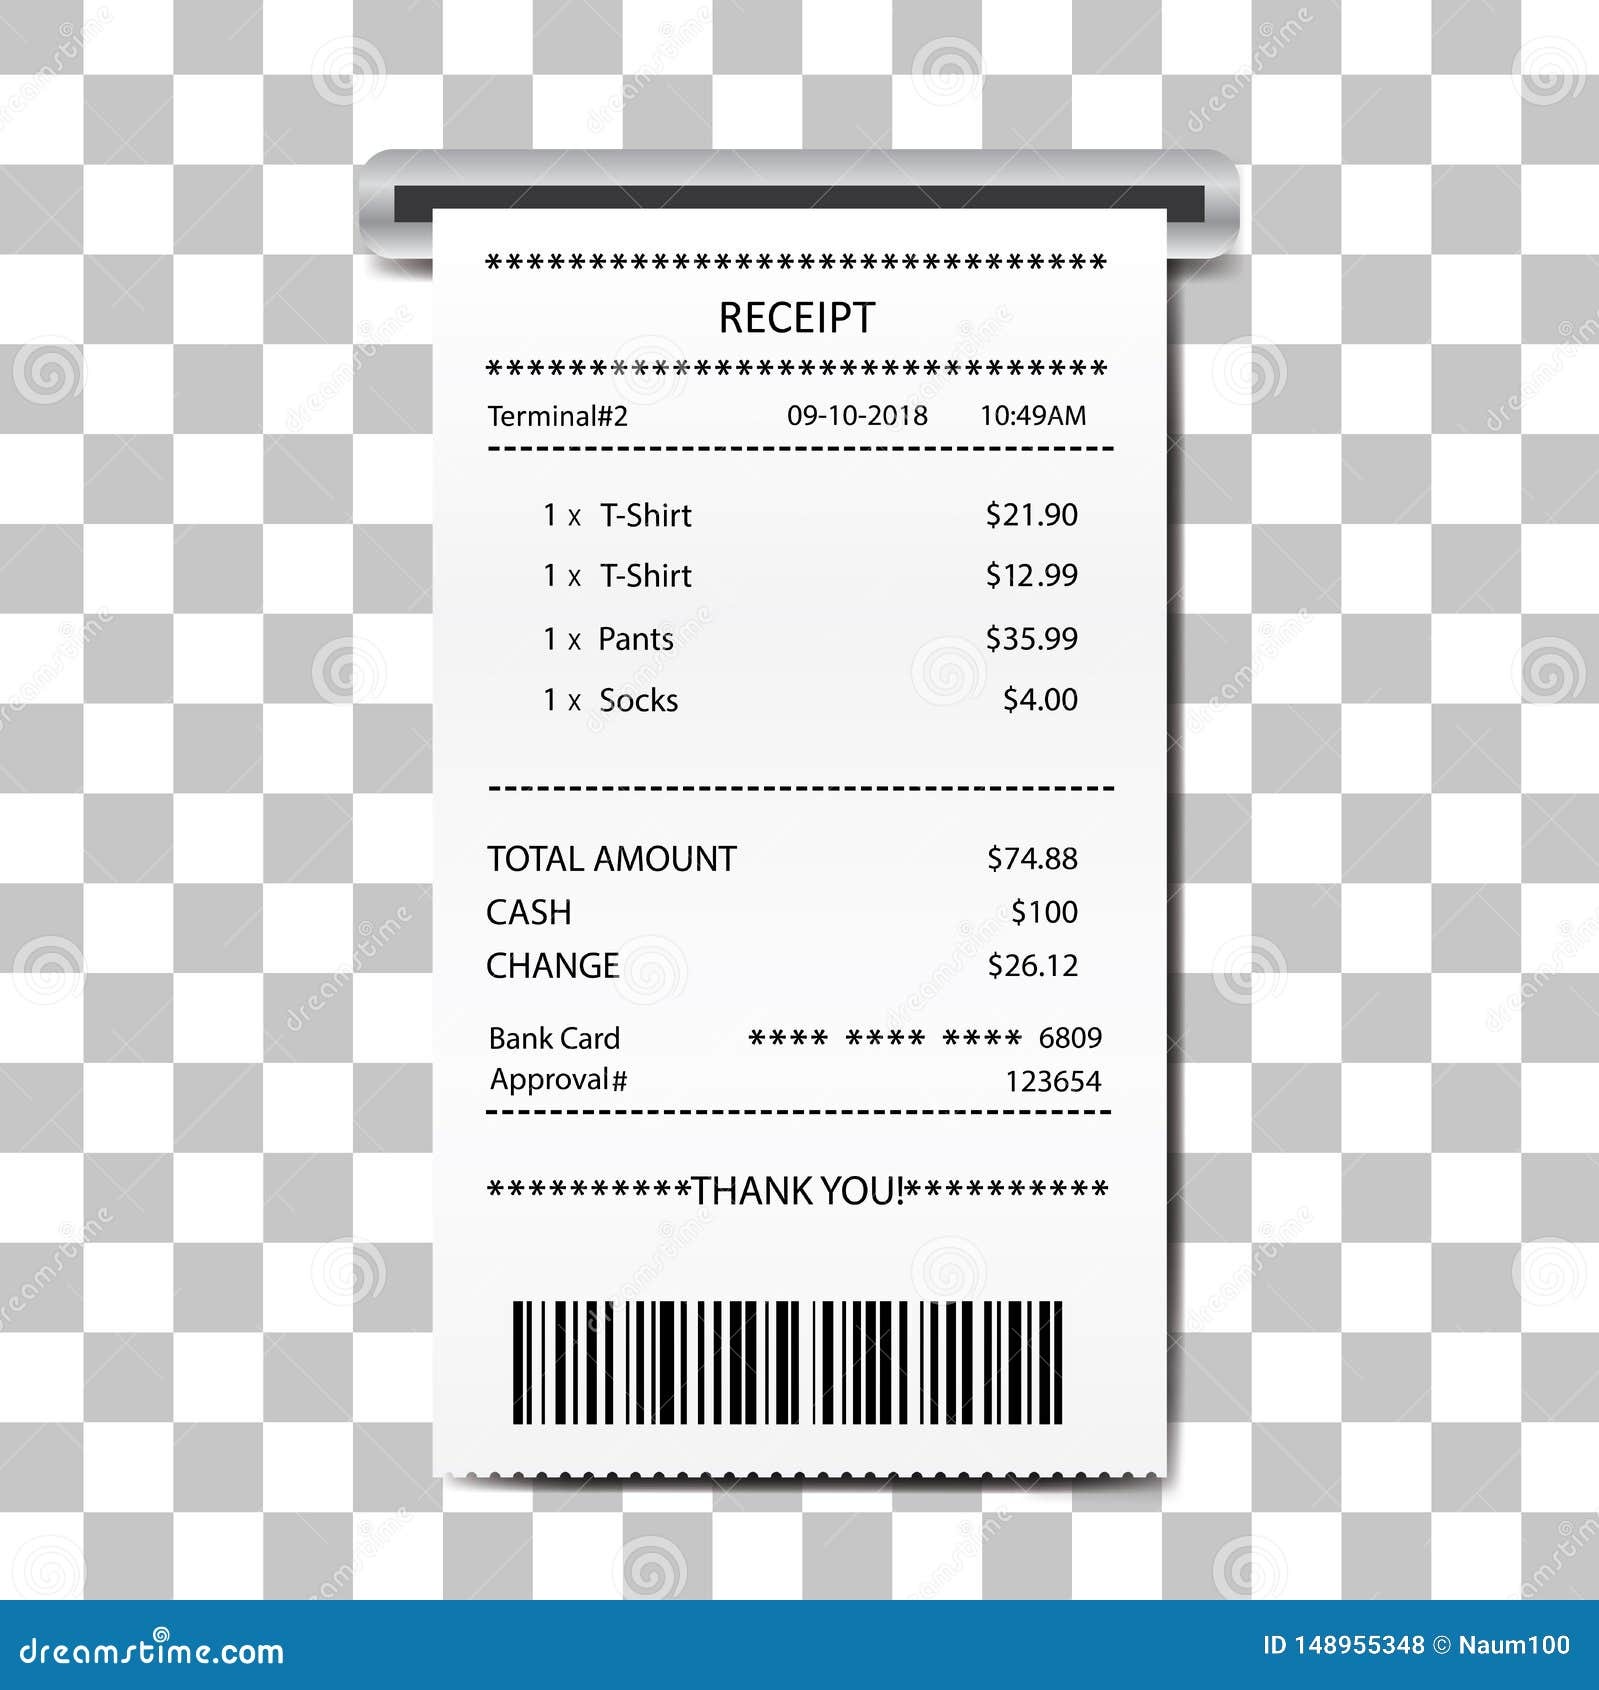 ******************************
RECEIPT
******************************
Terminal#2 09-10-2018 10:49AM
---------------------------------------
1 x T-Shirt $21.90
1 x T-Shirt $12.99
1 x Pants $35.99
1 x Socks $4.00
---------------------------------------
TOTAL AMOUNT $74.88
CASH $100
CHANGE $26.12
Bank Card **** **** **** 6809
Approval# 123654
---------------------------------------
**********THANK YOU!**********
dreamstime.com ID 148955348 © Naum100